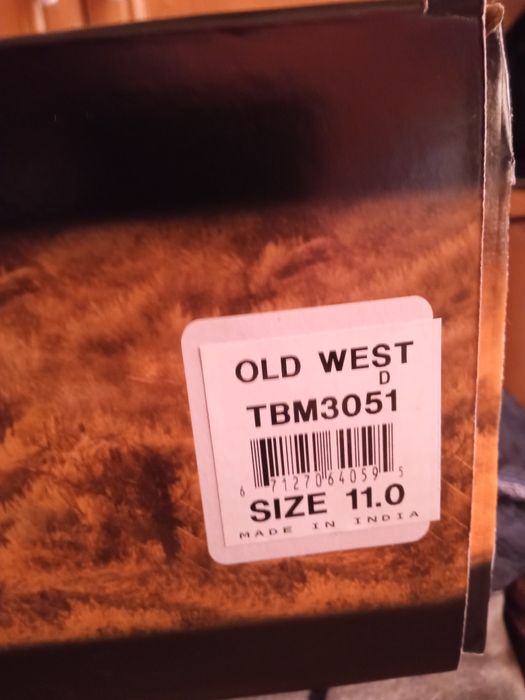 OLD WEST
D
TBM3051
6 71270 64059 5
SIZE 11.0
MADE IN INDIA